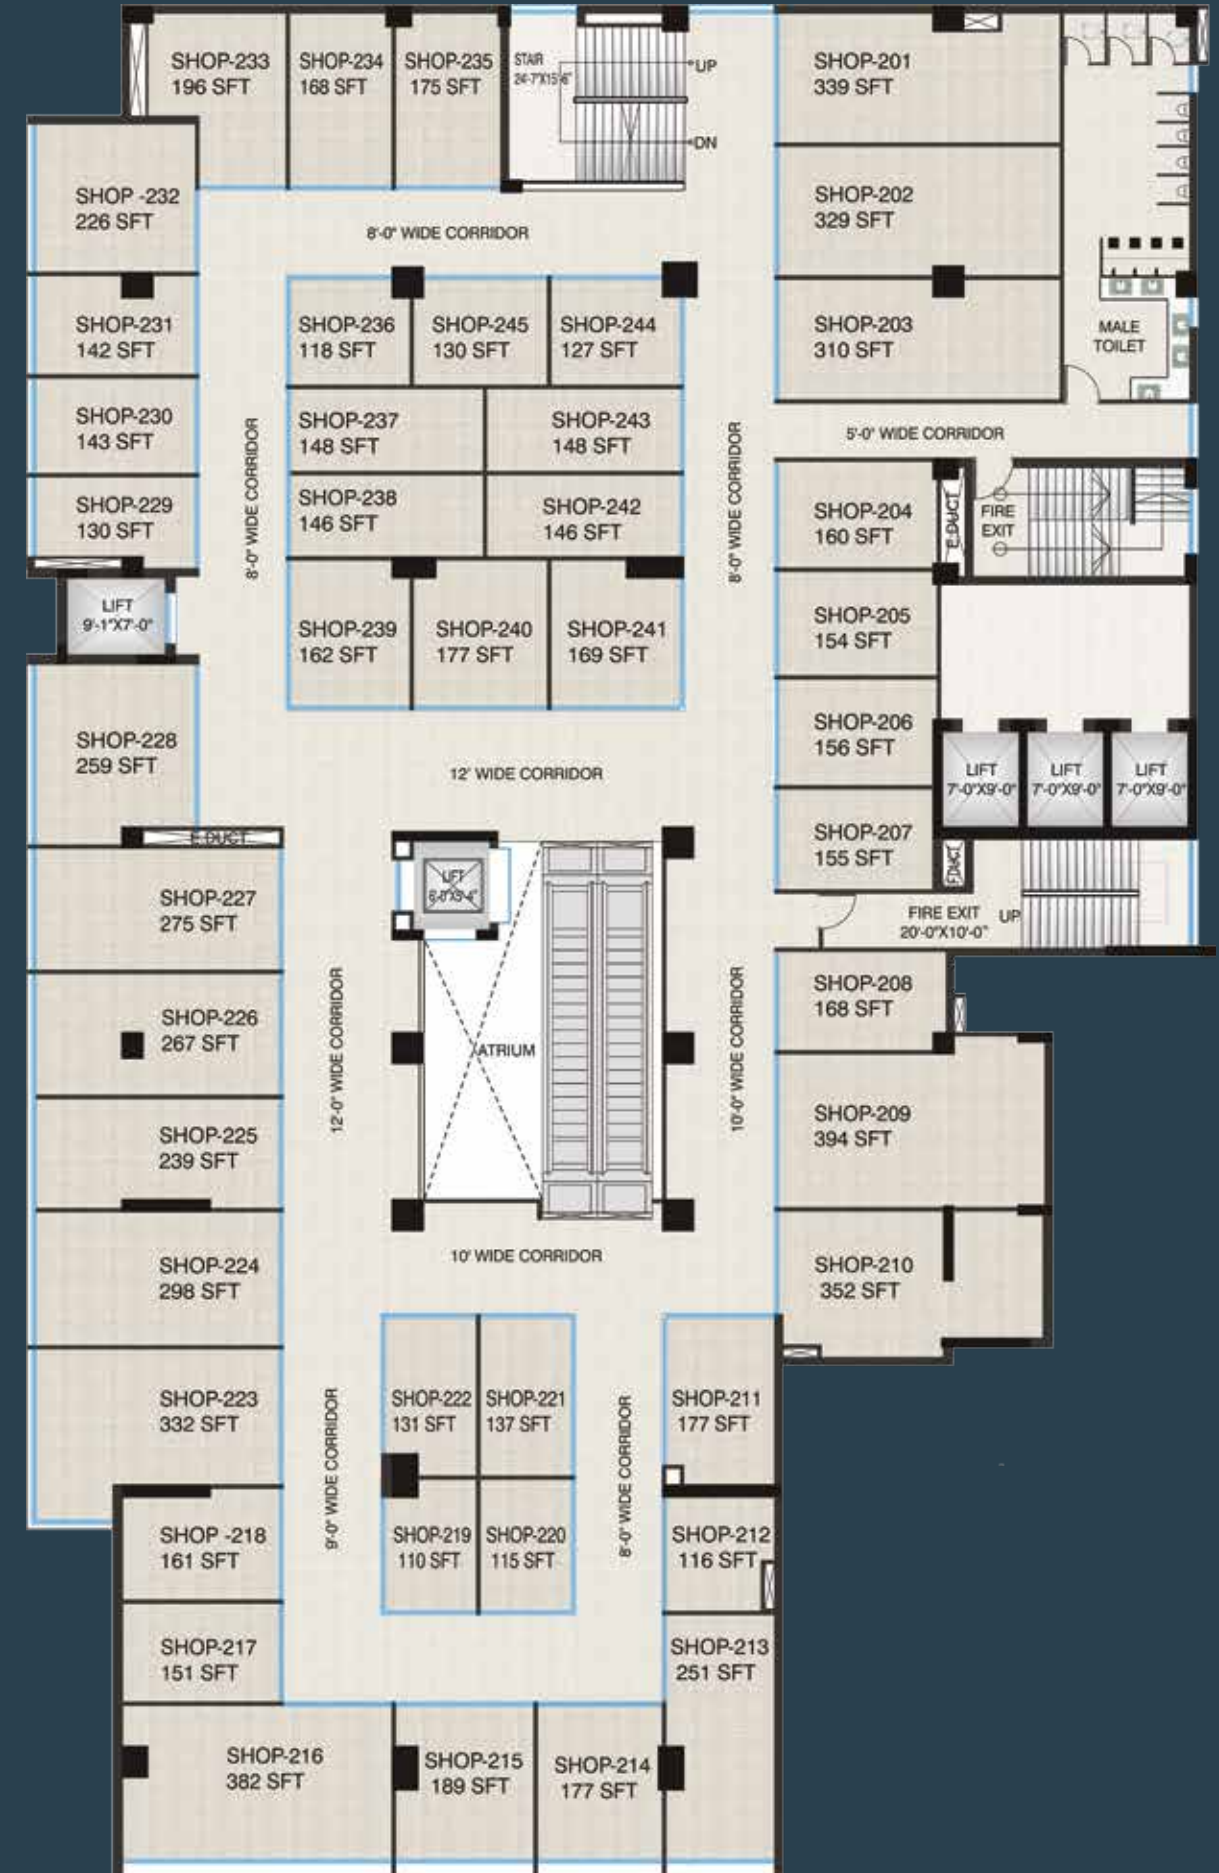 SHOP-233
196 SFT
SHOP-234
168 SFT
SHOP-235
175 SFT
STAIR
24'-7"X15'-6"
UP
DN
SHOP-201
339 SFT
SHOP -232
226 SFT
SHOP-202
329 SFT
8'-0" WIDE CORRIDOR
SHOP-231
142 SFT
SHOP-236
118 SFT
SHOP-245
130 SFT
SHOP-244
127 SFT
SHOP-203
310 SFT
MALE
TOILET
SHOP-230
143 SFT
SHOP-237
148 SFT
SHOP-243
148 SFT
5'-0" WIDE CORRIDOR
8'-0" WIDE CORRIDOR
8'-0" WIDE CORRIDOR
SHOP-229
130 SFT
SHOP-238
146 SFT
SHOP-242
146 SFT
SHOP-204
160 SFT
E.DUCT
FIRE
EXIT
LIFT
9'-1"X7'-0"
SHOP-239
162 SFT
SHOP-240
177 SFT
SHOP-241
169 SFT
SHOP-205
154 SFT
SHOP-228
259 SFT
SHOP-206
156 SFT
12' WIDE CORRIDOR
LIFT
7'-0"X9'-0"
LIFT
7'-0"X9'-0"
LIFT
7'-0"X9'-0"
E.DUCT
SHOP-207
155 SFT
SHOP-227
275 SFT
LIFT
FIRE EXIT
20'-0"X10'-0"
UP
SHOP-226
267 SFT
12'-0" WIDE CORRIDOR
ATRIUM
10'-0" WIDE CORRIDOR
SHOP-208
168 SFT
SHOP-225
239 SFT
SHOP-209
394 SFT
SHOP-224
298 SFT
10' WIDE CORRIDOR
SHOP-210
352 SFT
SHOP-223
332 SFT
9'-0" WIDE CORRIDOR
SHOP-222
131 SFT
SHOP-221
137 SFT
8'-0" WIDE CORRIDOR
SHOP-211
177 SFT
SHOP -218
161 SFT
SHOP-219
110 SFT
SHOP-220
115 SFT
SHOP-212
116 SFT
SHOP-217
151 SFT
SHOP-213
251 SFT
SHOP-216
382 SFT
SHOP-215
189 SFT
SHOP-214
177 SFT